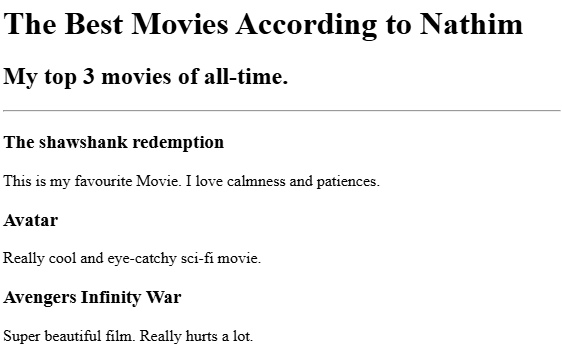 The Best Movies According to Nathim
My top 3 movies of all-time.
The shawshank redemption
This is my favourite Movie. I love calmness and patiences.
Avatar
Really cool and eye-catchy sci-fi movie.
Avengers Infinity War
Super beautiful film. Really hurts a lot.